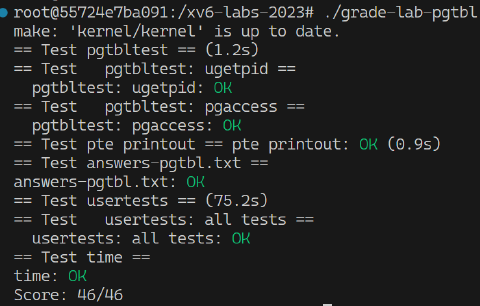 root@55724e7ba091:/xv6-labs-2023# ./grade-lab-pgtbl
make: 'kernel/kernel' is up to date.
== Test pgtbltest == (1.2s)
== Test   pgtbltest: ugetpid ==
  pgtbltest: ugetpid: OK
== Test   pgtbltest: pgaccess ==
  pgtbltest: pgaccess: OK
== Test pte printout == pte printout: OK (0.9s)
== Test answers-pgtbl.txt ==
answers-pgtbl.txt: OK
== Test usertests == (75.2s)
== Test   usertests: all tests ==
  usertests: all tests: OK
== Test time ==
time: OK
Score: 46/46